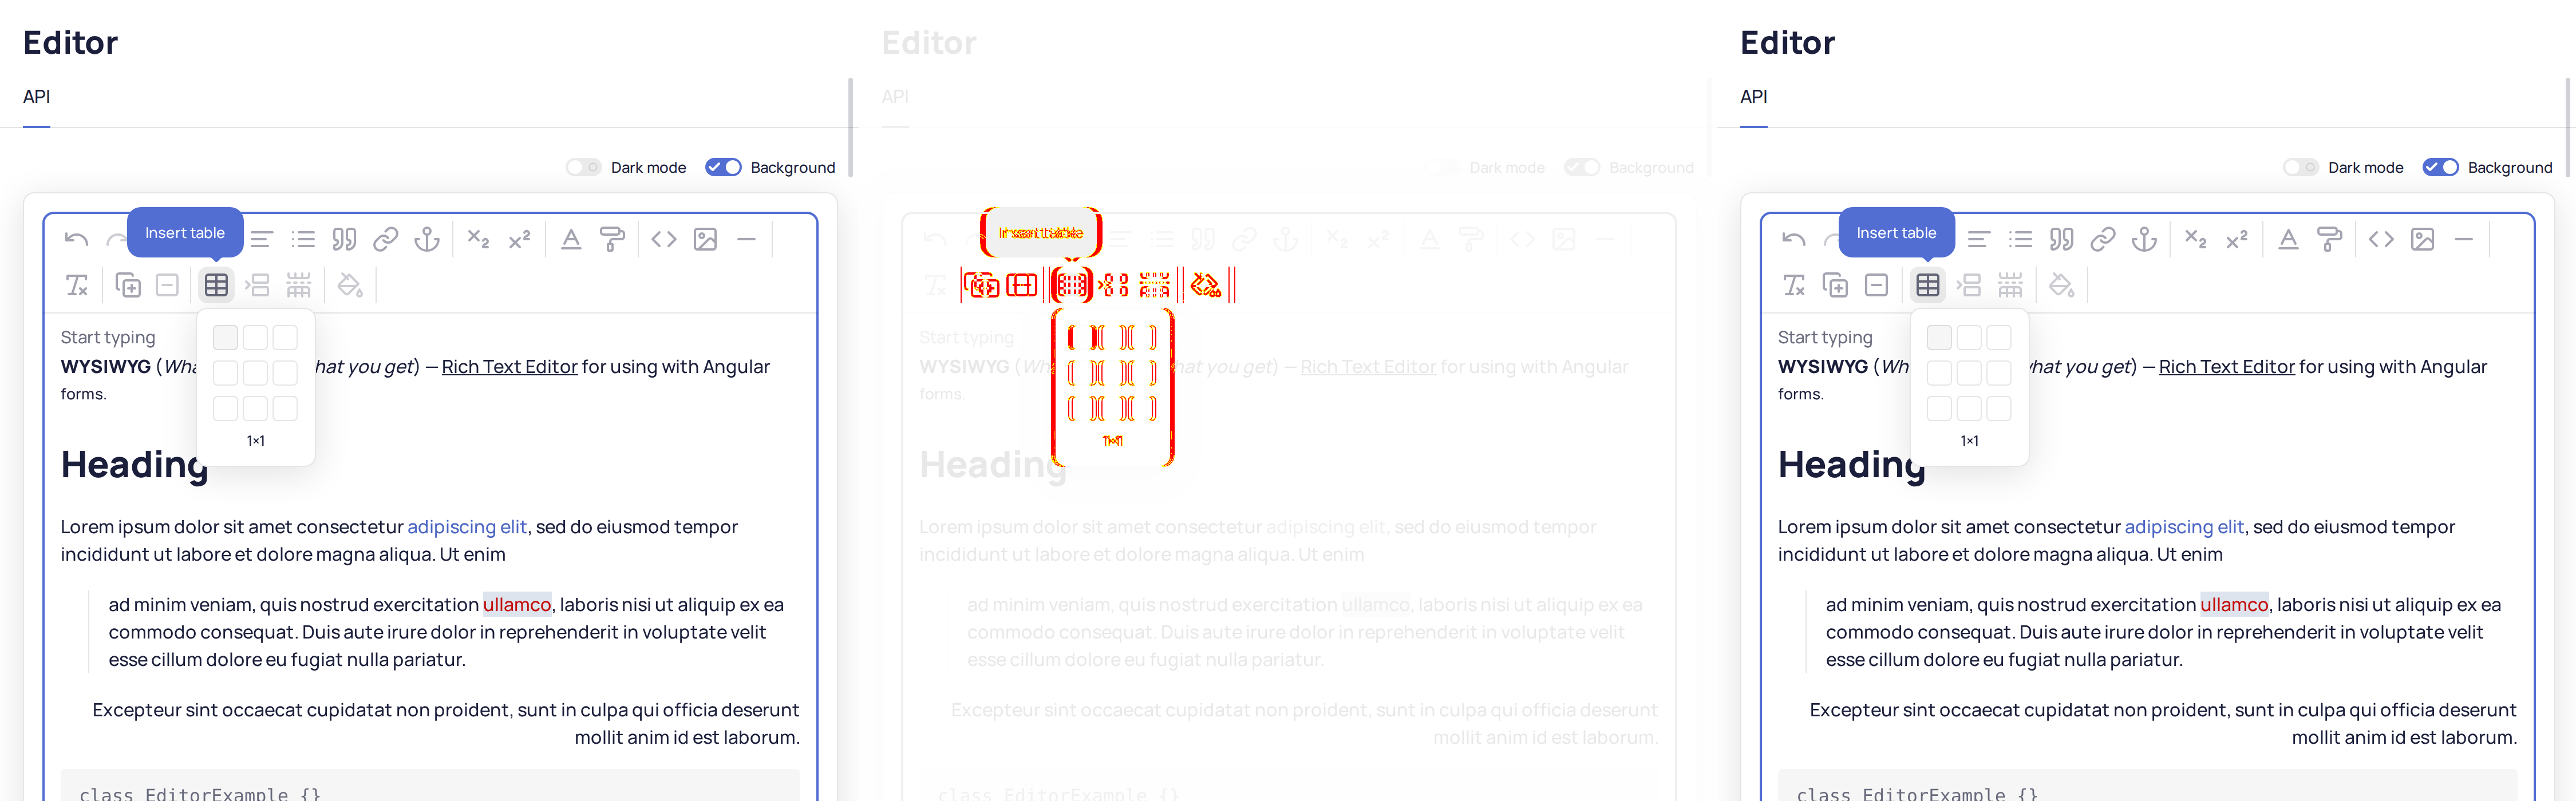 Editor
API
Dark mode
Background
Insert table
Start typing
WYSIWYG (Wha hat you get) — Rich Text Editor for using with Angular
forms.
1×1
Heading
Lorem ipsum dolor sit amet consectetur adipiscing elit, sed do eiusmod tempor
incididunt ut labore et dolore magna aliqua. Ut enim
ad minim veniam, quis nostrud exercitation ullamco, laboris nisi ut aliquip ex ea
commodo consequat. Duis aute irure dolor in reprehenderit in voluptate velit
esse cillum dolore eu fugiat nulla pariatur.
Excepteur sint occaecat cupidatat non proident, sunt in culpa qui officia deserunt
mollit anim id est laborum.
class EditorExample {}
Editor
API
Dark mode
Background
Start typing
WYSIWYG (Wh hat you get) — Rich Text Editor for using with Angular
forms.
Heading
Lorem ipsum dolor sit amet consectetur adipiscing elit, sed do eiusmod tempor
incididunt ut labore et dolore magna aliqua. Ut enim
ad minim veniam, quis nostrud exercitation ullamco, laboris nisi ut aliquip ex ea
commodo consequat. Duis aute irure dolor in reprehenderit in voluptate velit
esse cillum dolore eu fugiat nulla pariatur.
Excepteur sint occaecat cupidatat non proident, sunt in culpa qui officia deserunt
mollit anim id est laborum.
class EditorExample {}
Editor
API
Dark mode
Background
Insert table
Start typing
WYSIWYG (Wh hat you get) — Rich Text Editor for using with Angular
forms.
1×1
Heading
Lorem ipsum dolor sit amet consectetur adipiscing elit, sed do eiusmod tempor
incididunt ut labore et dolore magna aliqua. Ut enim
ad minim veniam, quis nostrud exercitation ullamco, laboris nisi ut aliquip ex ea
commodo consequat. Duis aute irure dolor in reprehenderit in voluptate velit
esse cillum dolore eu fugiat nulla pariatur.
Excepteur sint occaecat cupidatat non proident, sunt in culpa qui officia deserunt
mollit anim id est laborum.
class EditorExample {}